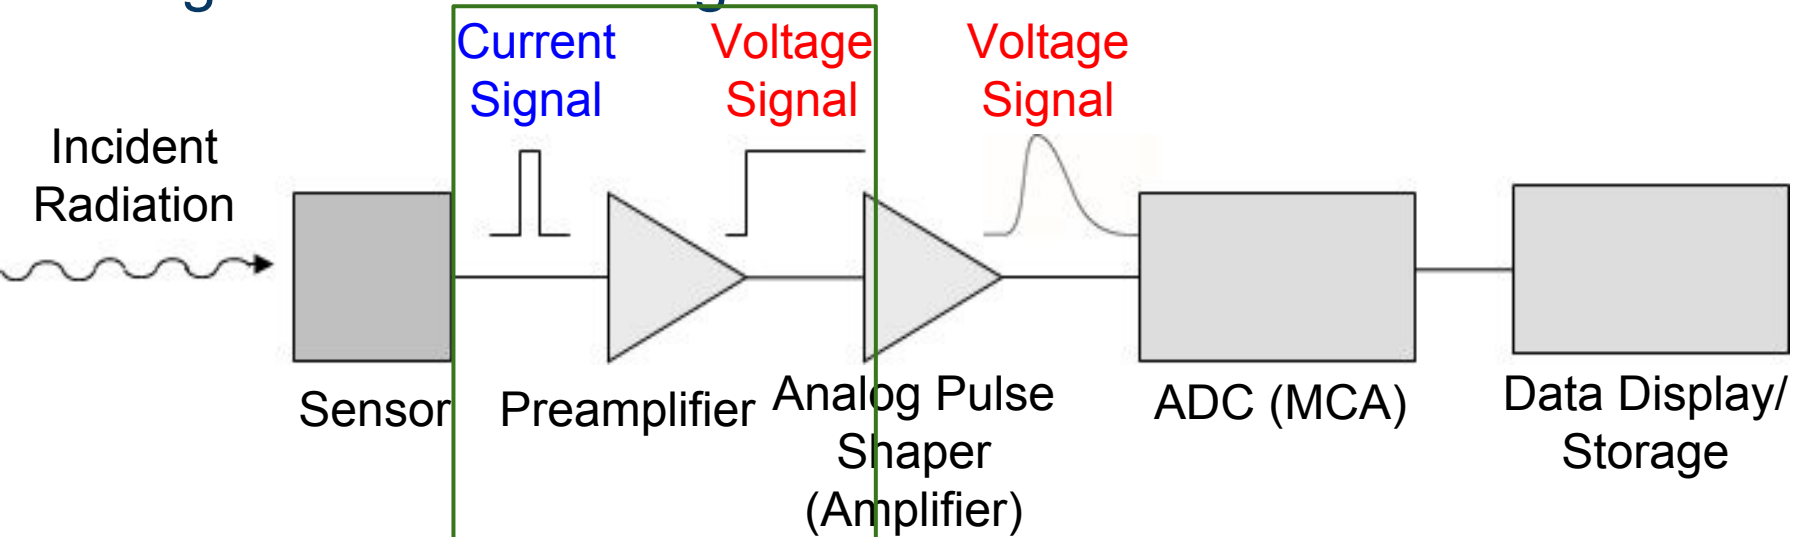 Current
Signal
Voltage
Signal
Voltage
Signal
Incident
Radiation
Sensor
Preamplifier
Analog Pulse
Shaper
(Amplifier)
ADC (MCA)
Data Display/
Storage